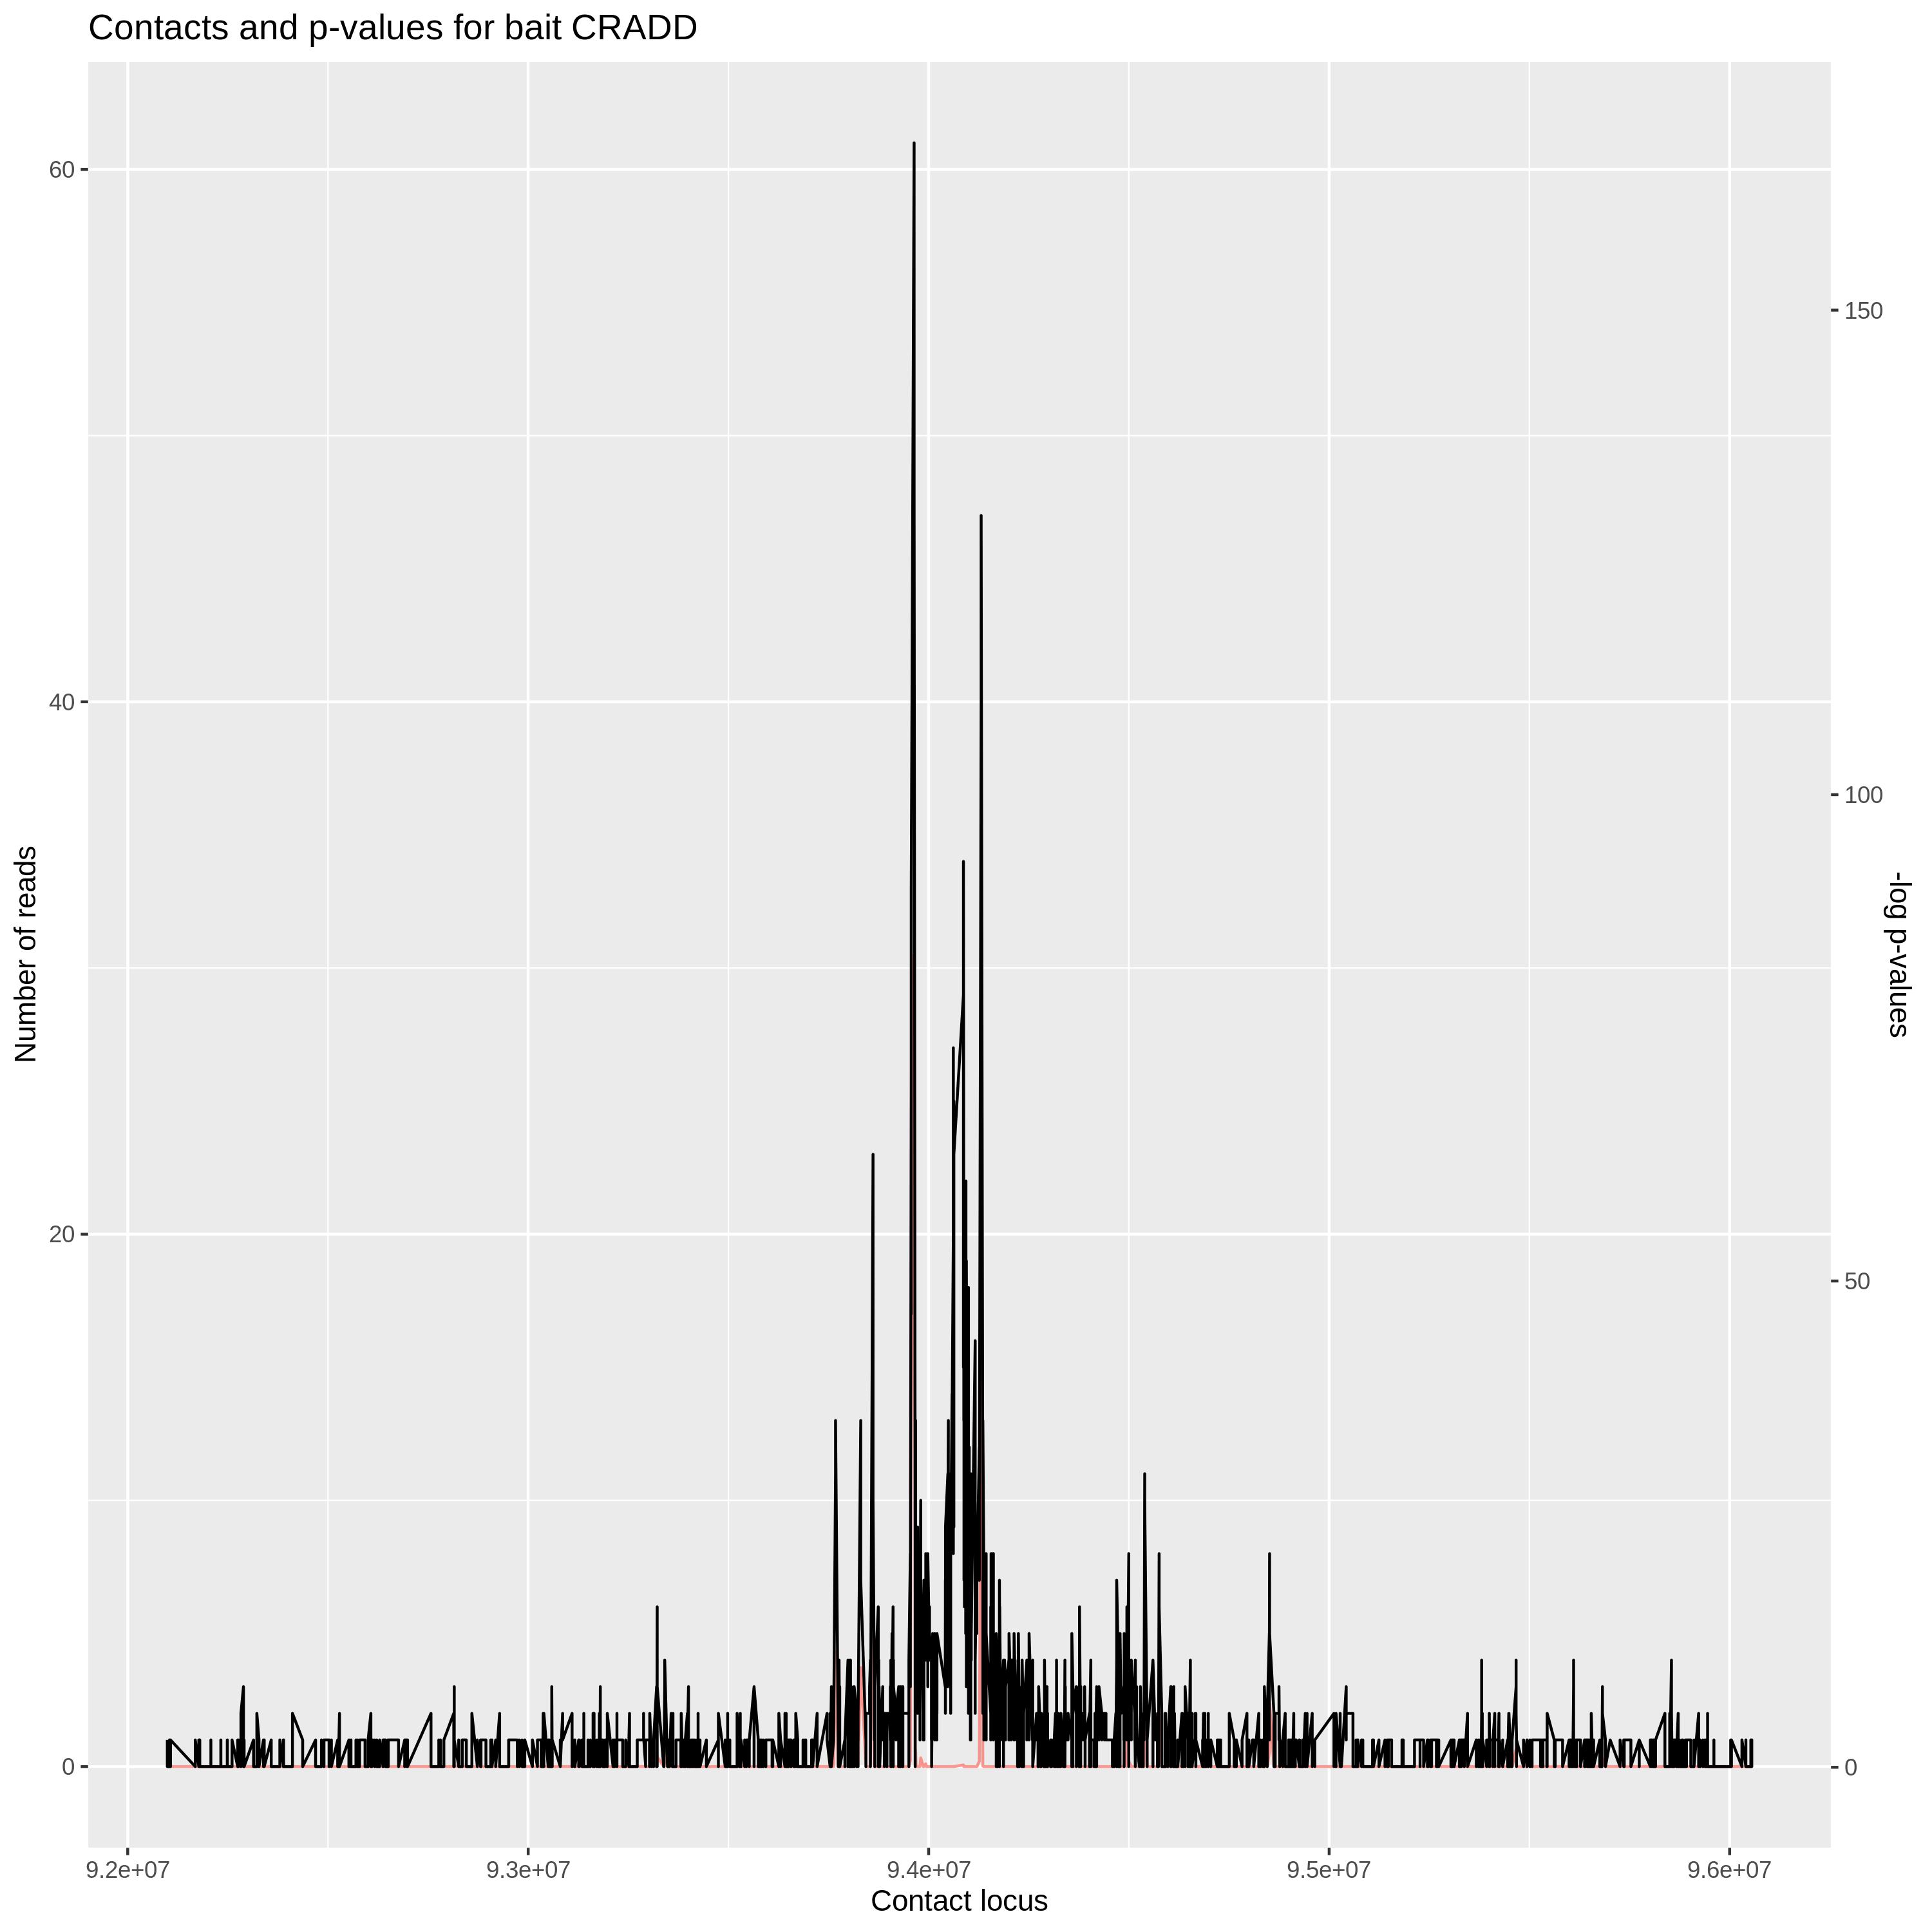 Contacts and p-values for bait CRADD
60
40
20
0
Number of reads
150
100
50
0
-log p-values
9.2e+07
9.3e+07
9.4e+07
9.5e+07
9.6e+07
Contact locus